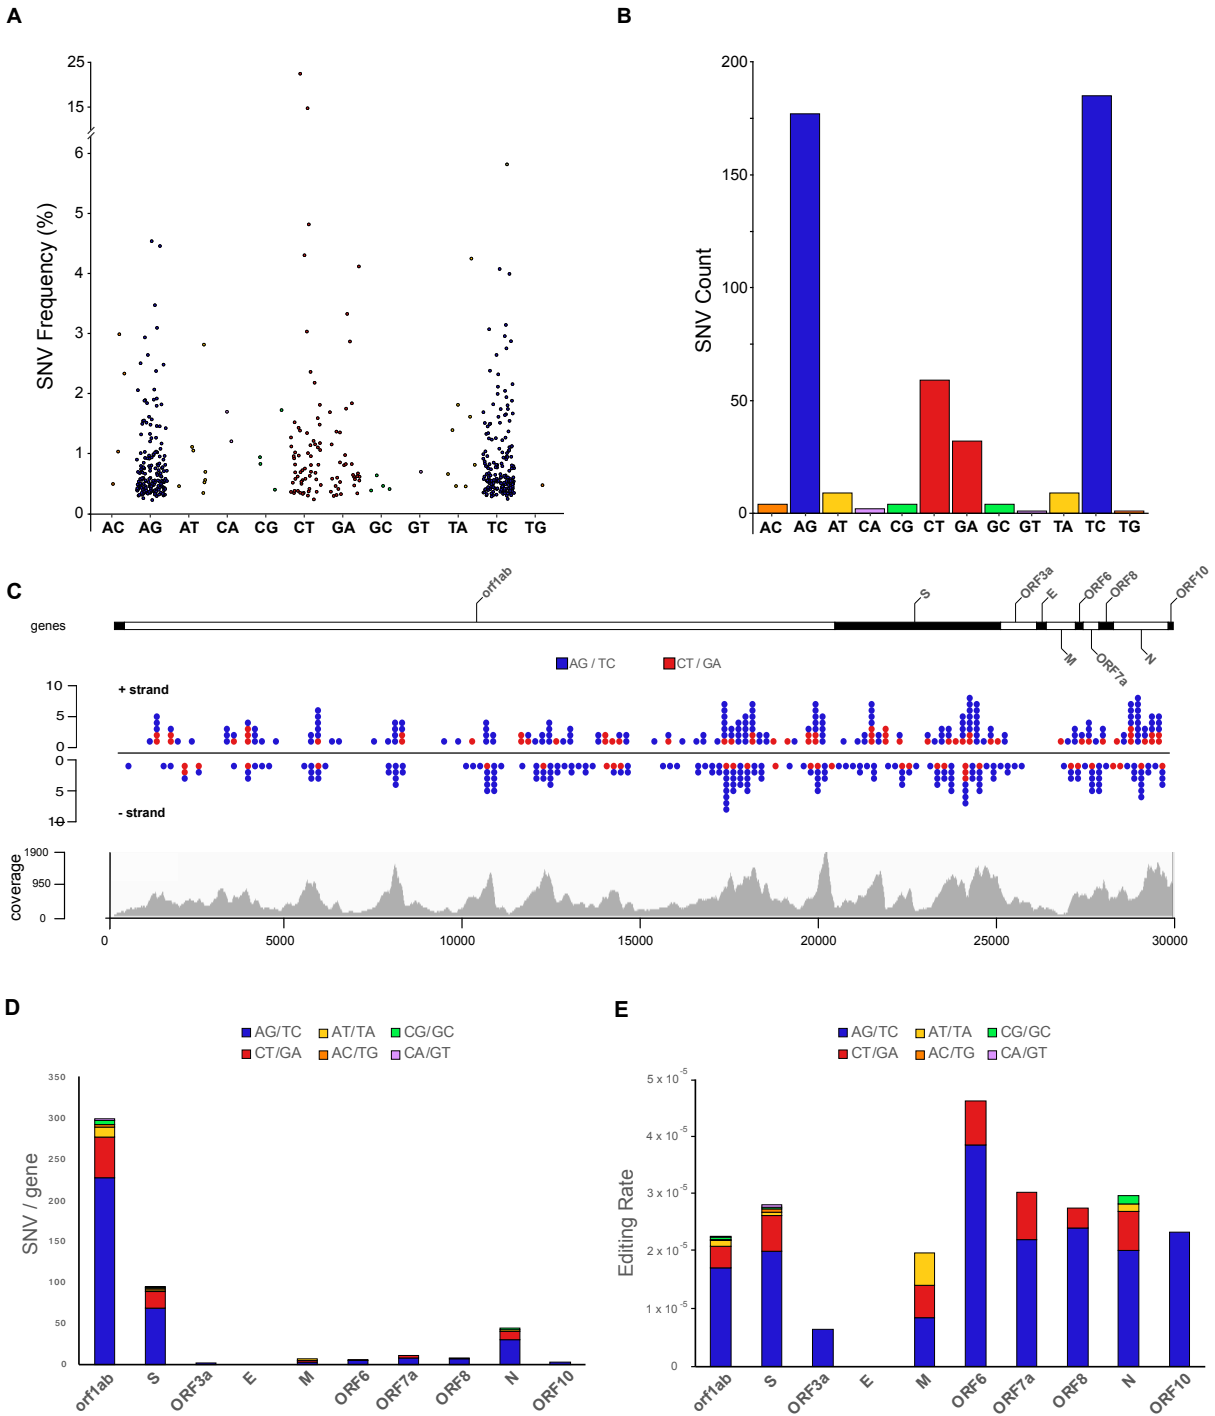 A
B
25
15
6
5
4
3
2
1
0
SNV Frequency (%)
AC AG AT CA CG CT GA GC GT TA TC TG
200
150
100
50
0
SNV Count
AC AG AT CA CG CT GA GC GT TA TC TG
C
orf1ab
S
ORF3a
E
ORF6
ORF8
ORF10
genes
M
ORF7a
N
AG / TC
CT / GA
10
5
0
+ strand
0
5
10
- strand
coverage
1900
950
0
0 5000 10000 15000 20000 25000 30000
D
AG/TC AT/TA CG/GC
CT/GA AC/TG CA/GT
350
300
250
200
150
100
50
0
SNV / gene
orf1ab S ORF3a E M ORF6 ORF7a ORF8 N ORF10
E
AG/TC AT/TA CG/GC
CT/GA AC/TG CA/GT
5 x 10 -5
4 x 10 -5
3 x 10 -5
2 x 10 -5
1 x 10 -5
0
Editing Rate
orf1ab S ORF3a E M ORF6 ORF7a ORF8 N ORF10